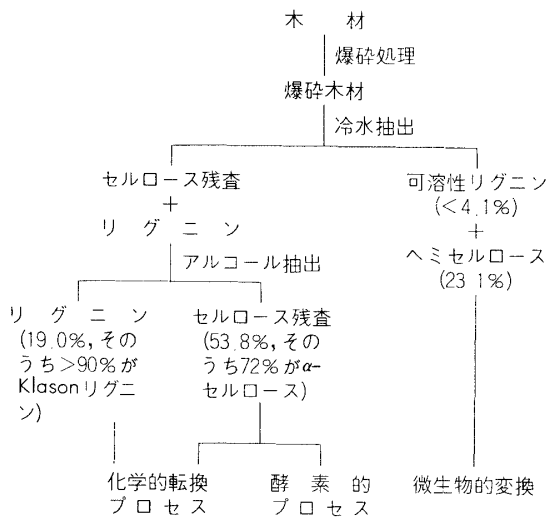 木材
爆砕処理
爆砕木材
冷水抽出
セルロース残査
+
リグニン
可溶性リグニン
(<4.1%)
+
ヘミセルロース
(23.1%)
アルコール抽出
リグニン
(19.0%,その
うち>90%が
Klasonリグニ
ン)
セルロース残査
(53.8%,その
うち72%がα-
セルロース)
化学的転換
プロセス
酵素的
プロセス
微生物的変換